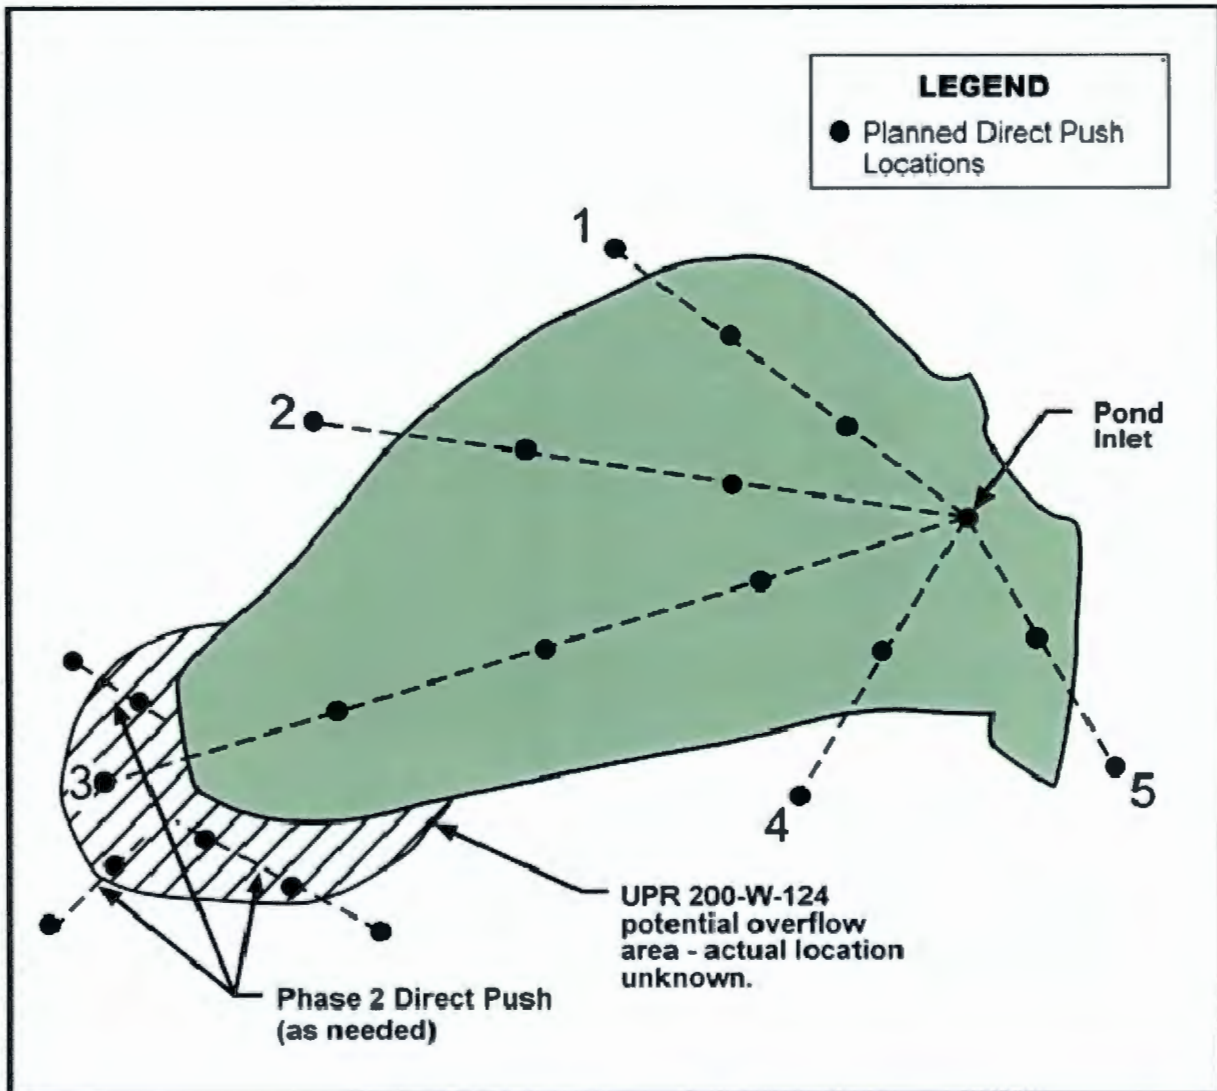 LEGEND
Planned Direct Push
Locations
1
2
Pond
Inlet
3
4
5
UPR 200-W-124
potential overflow
area - actual location
unknown.
Phase 2 Direct Push
(as needed)